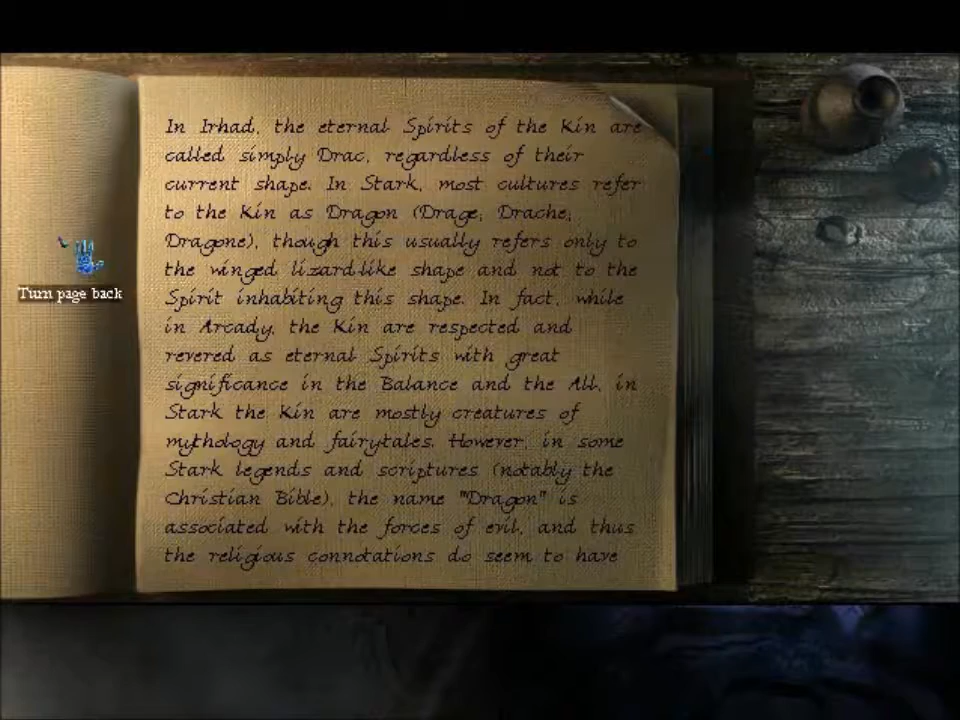 In Irhad, the eternal Spirits of the Kin are
called simply Drac, regardless of their
current shape. In Stark, most cultures refer
to the Kin as Dragon (Drage, Drache,
Dragone), though this usually refers only to
the winged lizard-like shape and not to the
Turn page back
Spirit inhabiting this shape. In fact, while
in Arcady, the Kin are respected and
revered as eternal Spirits with great
significance in the Balance and the All, in
Stark the Kin are mostly creatures of
mythology and fairytales. However, in some
Stark legends and scriptures (notably the
Christian Bible), the name "Dragon" is
associated with the forces of evil, and thus
the religious connotations do seem to have